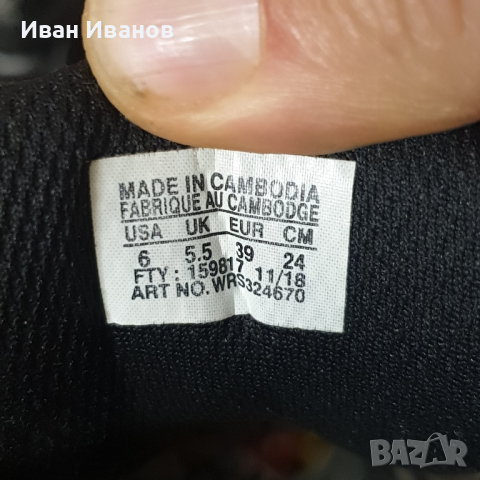 Иван Иванов
MADE IN CAMBODIA
FABRIQUE AU CAMBODGE
USA UK EUR CM
6 5.5 39 24
FTY : 159817 11/18
ART NO. WRS324670
BAZAR